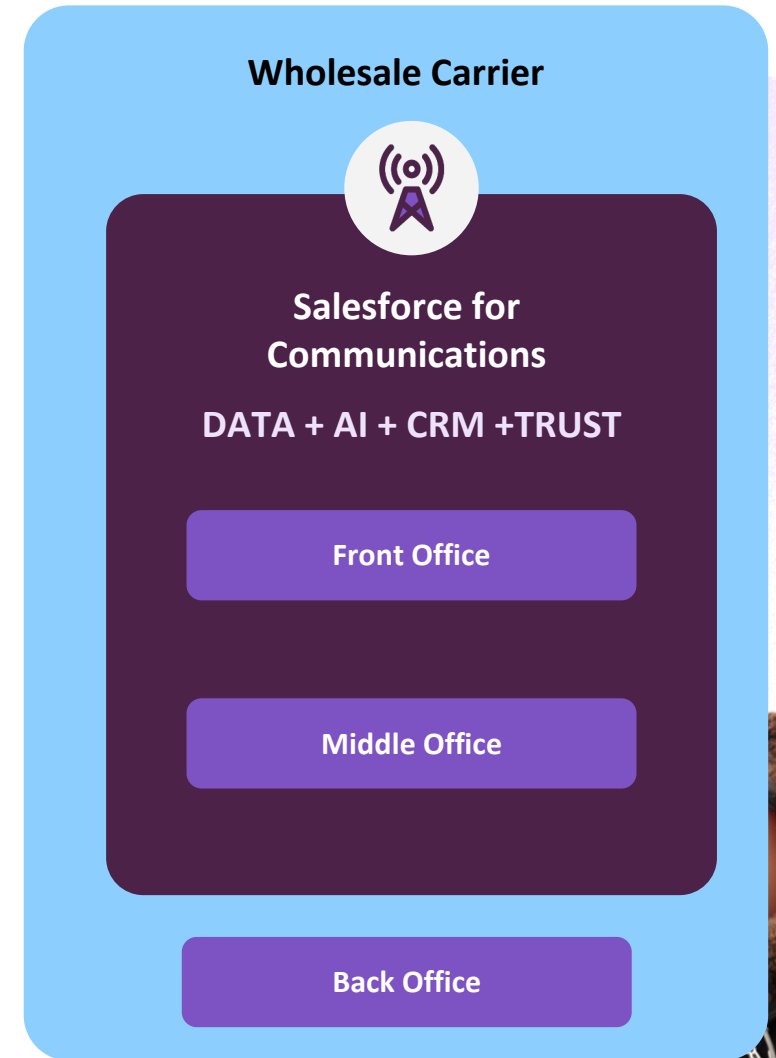 Wholesale Carrier
Salesforce for
Communications
DATA + AI + CRM +TRUST
Front Office
Middle Office
Back Office